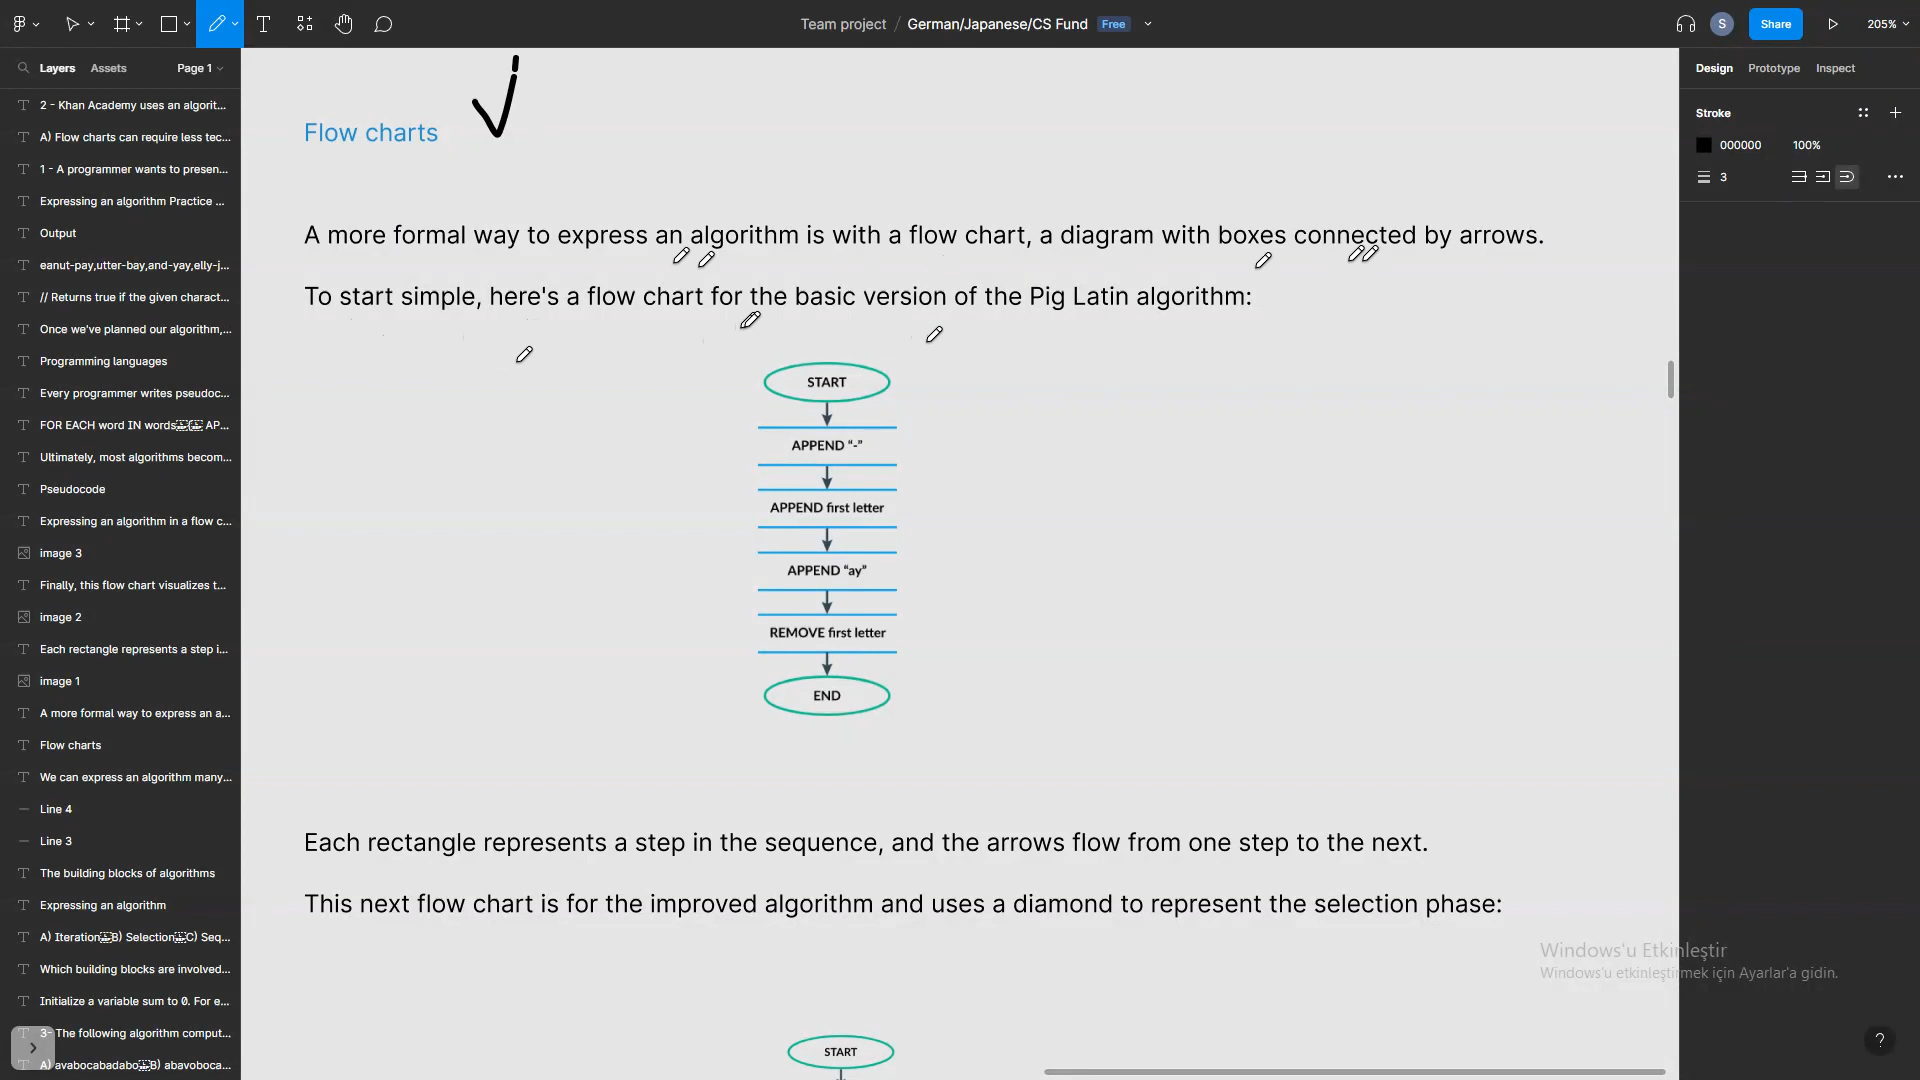 Team project / German/Japanese/CS Fund Free
Share
205%
Layers
Assets
Page 1
2 - Khan Academy uses an algorit...
A) Flow charts can require less tec...
1 - A programmer wants to presen...
Expressing an algorithm Practice ...
Output
eanut-pay,utter-bay,and-yay,elly-j...
// Returns true if the given charact...
Once we've planned our algorithm,...
Programming languages
Every programmer writes pseudoc...
FOR EACH word IN words AP...
Ultimately, most algorithms becom...
Pseudocode
Expressing an algorithm in a flow c...
image 3
Finally, this flow chart visualizes t...
image 2
Each rectangle represents a step i...
image 1
A more formal way to express an a...
Flow charts
We can express an algorithm many...
Line 4
Line 3
The building blocks of algorithms
Expressing an algorithm
A) Iteration B) Selection C) Seq...
Which building blocks are involved...
Initialize a variable sum to 0. For e...
3- The following algorithm comput...
A) avabocabadabo B) abavoboca...
Flow charts
A more formal way to express an algorithm is with a flow chart, a diagram with boxes connected by arrows.
To start simple, here's a flow chart for the basic version of the Pig Latin algorithm:
START
APPEND “-”
APPEND first letter
APPEND “ay”
REMOVE first letter
END
Each rectangle represents a step in the sequence, and the arrows flow from one step to the next.
This next flow chart is for the improved algorithm and uses a diamond to represent the selection phase:
START
Design
Prototype
Inspect
Stroke
000000
100%
3
Windows'u Etkinleştir
Windows'u etkinleştirmek için Ayarlar'a gidin.
S
?